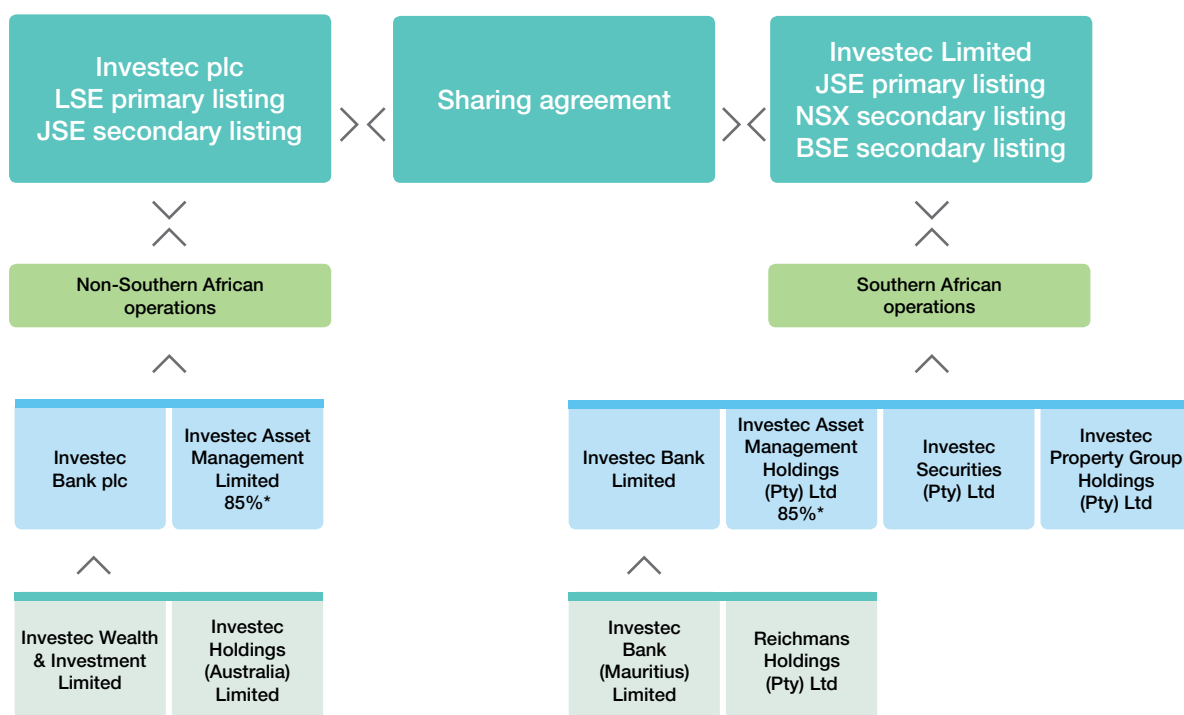 Investec plc
LSE primary listing
JSE secondary listing
Sharing agreement
Investec Limited
JSE primary listing
NSX secondary listing
BSE secondary listing
Non-Southern African
operations
Southern African
operations
Investec
Bank plc
Investec Asset
Management
Limited
85%*
Investec Bank
Limited
Investec Asset
Management
Holdings
(Pty) Ltd
85%*
Investec
Securities
(Pty) Ltd
Investec
Property Group
Holdings
(Pty) Ltd
Investec Wealth
& Investment
Limited
Investec
Holdings
(Australia)
Limited
Investec
Bank
(Mauritius)
Limited
Reichmans
Holdings
(Pty) Ltd